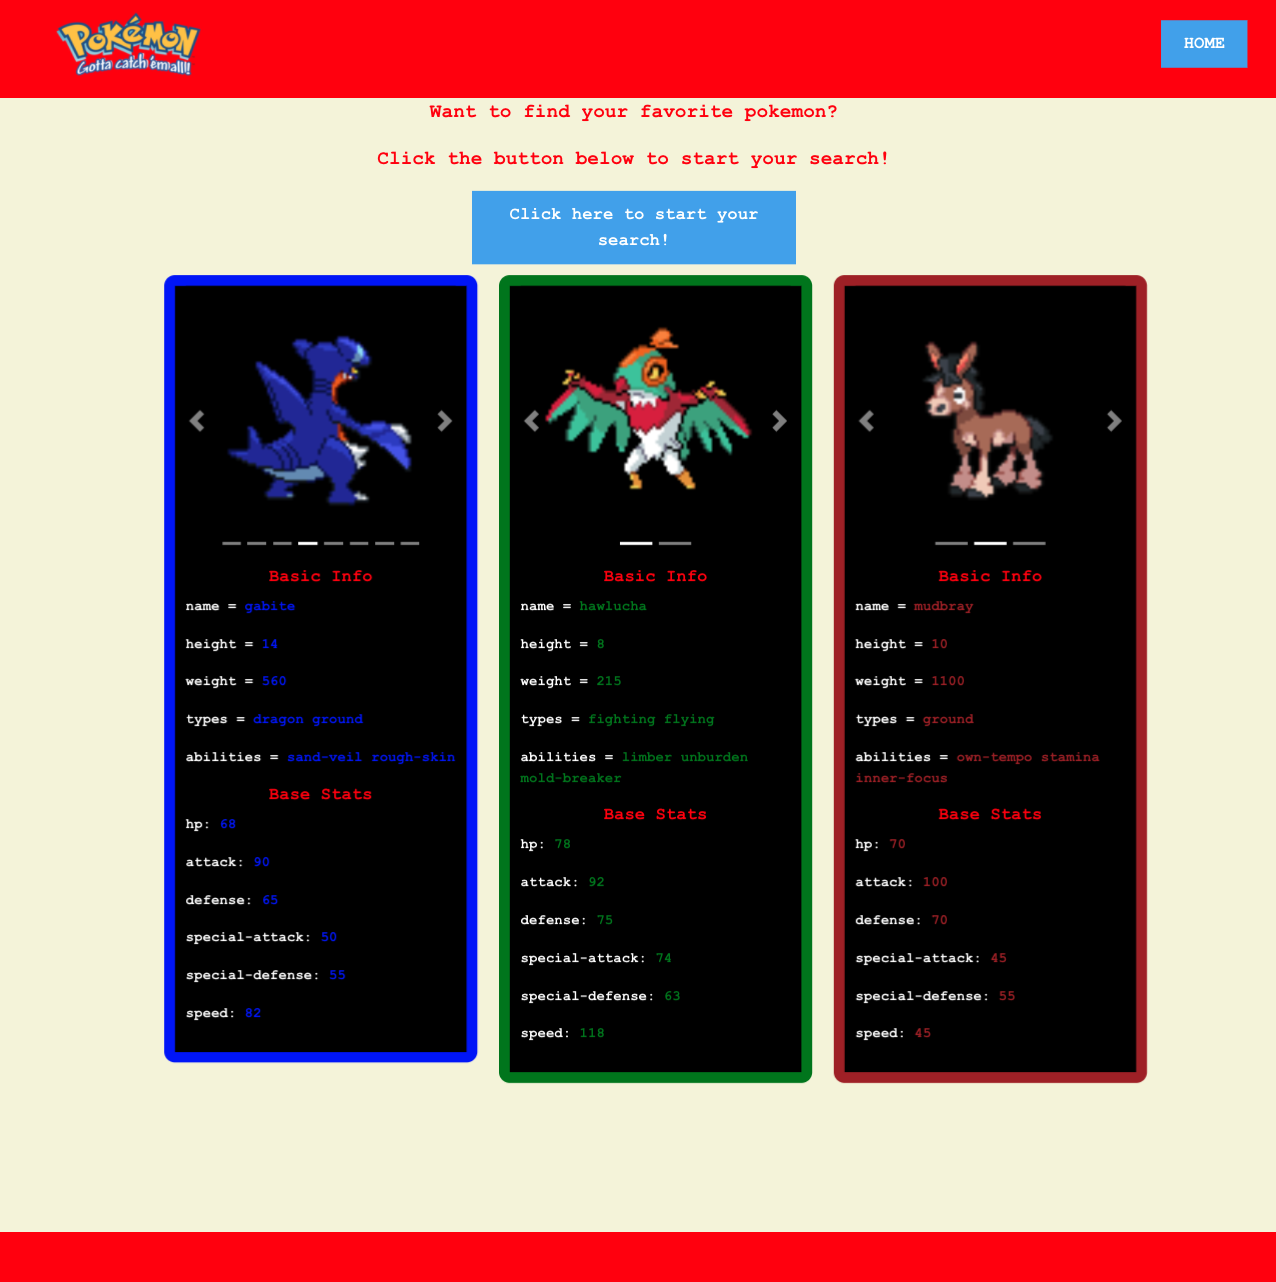 Pokémon
Gotta catch 'em all!!
HOME
Want to find your favorite pokemon?
Click the button below to start your search!
Click here to start your
search!
Basic Info
name = gabite
height = 14
weight = 560
types = dragon ground
abilities = sand-veil rough-skin
Base Stats
hp: 68
attack: 90
defense: 65
special-attack: 50
special-defense: 55
speed: 82
Basic Info
name = hawlucha
height = 8
weight = 215
types = fighting flying
abilities = limber unburden
mold-breaker
Base Stats
hp: 78
attack: 92
defense: 75
special-attack: 74
special-defense: 63
speed: 118
Basic Info
name = mudbray
height = 10
weight = 1100
types = ground
abilities = own-tempo stamina
inner-focus
Base Stats
hp: 70
attack: 100
defense: 70
special-attack: 45
special-defense: 55
speed: 45